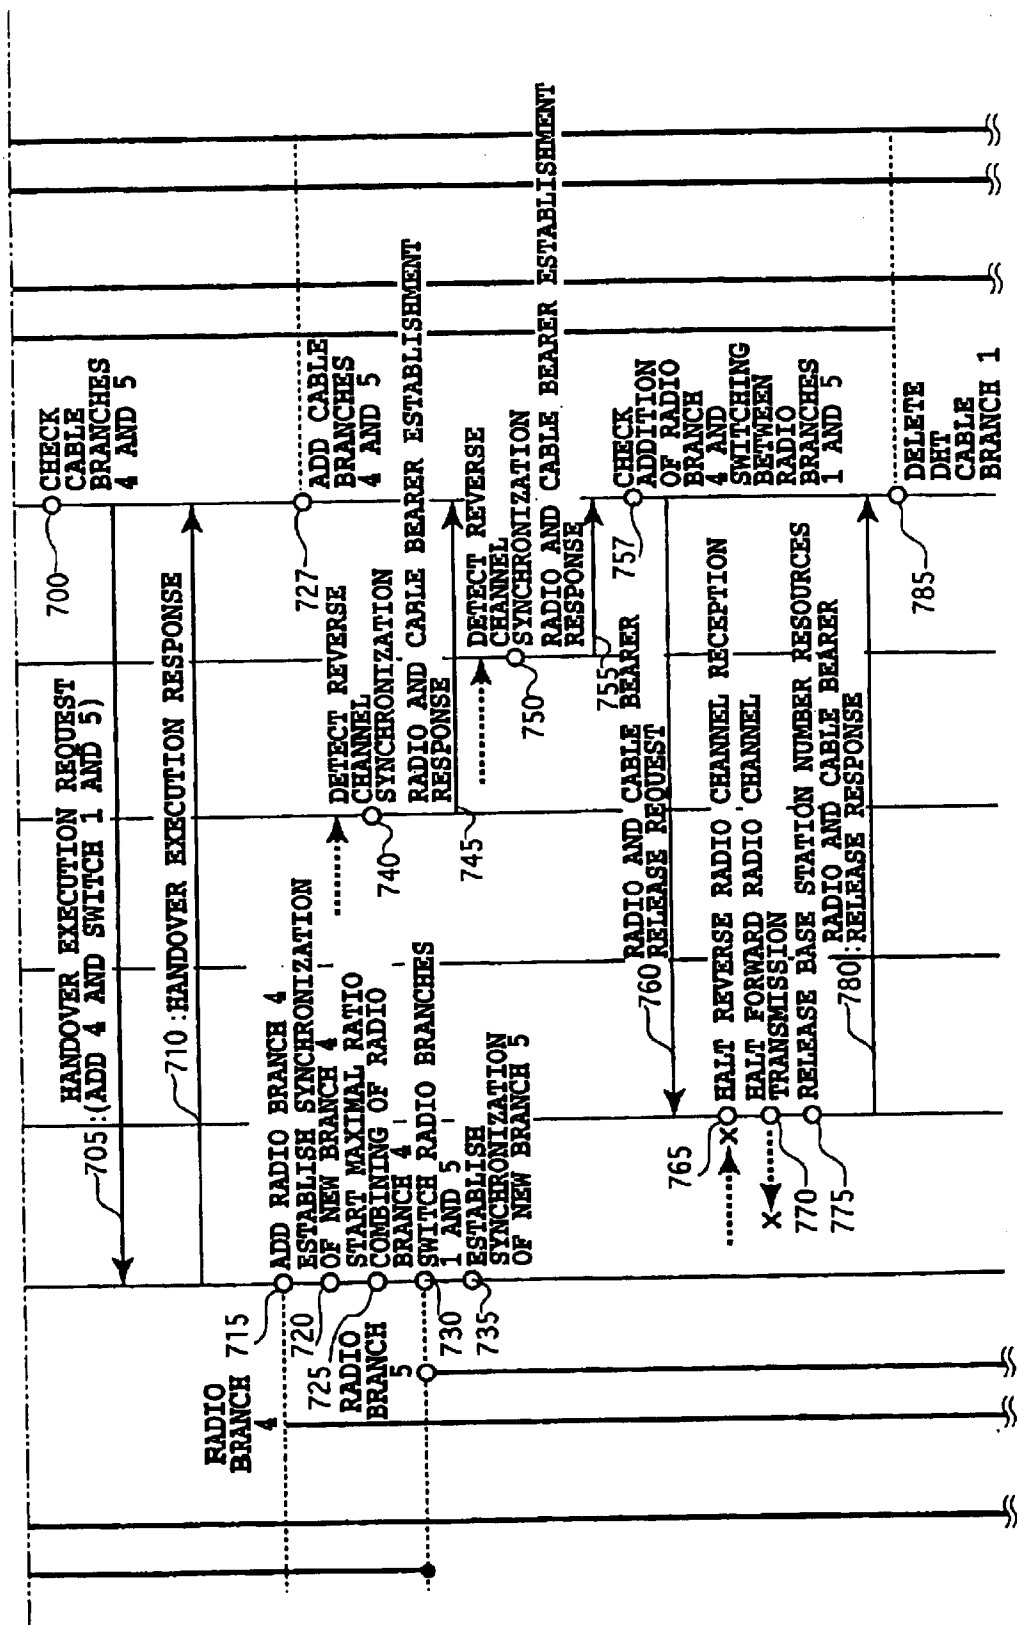 700
CHECK
CABLE
BRANCHES
4 AND 5
HANDOVER EXECUTION REQUEST
705:(ADD 4 AND SWITCH 1 AND 5)
710:HANDOVER EXECUTION RESPONSE
RADIO
BRANCH
4
715
ADD RADIO BRANCH 4
720
ESTABLISH SYNCHRONIZATION
OF NEW BRANCH 4
725
START MAXIMAL RATIO
COMBINING OF RADIO
BRANCH 4
727
ADD CABLE
BRANCHES
4 AND 5
RADIO
BRANCH
5
730
SWITCH RADIO BRANCHES
1 AND 5
735
ESTABLISH
SYNCHRONIZATION
OF NEW BRANCH 5
740
DETECT REVERSE
CHANNEL
SYNCHRONIZATION
RADIO AND CABLE BEARER ESTABLISHMENT
RESPONSE
745
DETECT REVERSE
CHANNEL
SYNCHRONIZATION
750
RADIO AND CABLE BEARER ESTABLISHMENT
RESPONSE
755
757
CHECK
ADDITION
OF RADIO
BRANCH
4 AND
SWITCHING
BETWEEN
RADIO
BRANCHES
1 AND 5
RADIO AND CABLE BEARER
760 RELEASE REQUEST
765
HALT REVERSE RADIO CHANNEL RECEPTION
770
HALT FORWARD RADIO CHANNEL
TRANSMISSION
775
RELEASE BASE STATION NUMBER RESOURCES
RADIO AND CABLE BEARER
780:RELEASE RESPONSE
785
DELETE
DHT
CABLE
BRANCH 1